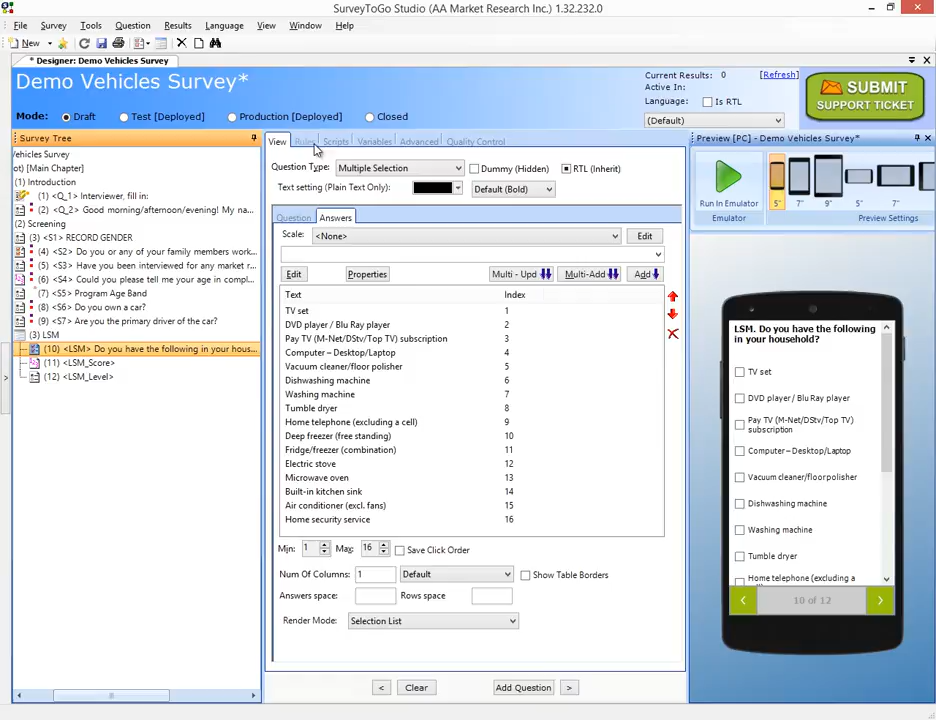 SurveyToGo Studio (AA Market Research Inc.) 1.32.232.0
File Survey Tools Question Results Language View Window Help
New
* Designer: Demo Vehicles Survey*
Demo Vehicles Survey*
Current Results: 0 [Refresh]
Active In:
Language: Is RTL
(Default)
SUBMIT
SUPPORT TICKET
Mode: Draft Test [Deployed] Production [Deployed] Closed
Survey Tree
ehicles Survey
ot) [Main Chapter]
(1) Introduction
(1) <Q_1> Interviewer, fill in:
(2) <Q_2> Good morning/afternoon/evening! My na...
(2) Screening
(3) <S1> RECORD GENDER
(4) <S2> Do you or any of your family members work...
(5) <S3> Have you been interviewed for any market r...
(6) <S4> Could you please tell me your age in compl...
(7) <S5> Program Age Band
(8) <S6> Do you own a car?
(9) <S7> Are you the primary driver of the car?
(3) LSM
(10) <LSM> Do you have the following in your hous...
(11) <LSM_Score>
(12) <LSM_Level>
View Rules Scripts Variables Advanced Quality Control
Question Type: Multiple Selection Dummy (Hidden) RTL (Inherit)
Text setting (Plain Text Only): Default (Bold)
Question Answers
Scale: <None> Edit
Edit Properties Multi - Upd Multi-Add Add
Text Index
TV set 1
DVD player / Blu Ray player 2
Pay TV (M-Net/DStv/Top TV) subscription 3
Computer – Desktop/Laptop 4
Vacuum cleaner/floor polisher 5
Dishwashing machine 6
Washing machine 7
Tumble dryer 8
Home telephone (excluding a cell) 9
Deep freezer (free standing) 10
Fridge/freezer (combination) 11
Electric stove 12
Microwave oven 13
Built-in kitchen sink 14
Air conditioner (excl. fans) 15
Home security service 16
Min: 1 Max: 16 Save Click Order
Num Of Columns: 1 Default Show Table Borders
Answers space: Rows space
Render Mode: Selection List
< Clear Add Question >
Preview [PC] - Demo Vehicles Survey*
5" 7" 9" 5" 7"
Run In Emulator
Emulator Preview Settings
LSM. Do you have the following
in your household?
TV set
DVD player / Blu Ray player
Pay TV (M-Net/DStv/Top TV)
subscription
Computer – Desktop/Laptop
Vacuum cleaner/floor polisher
Dishwashing machine
Washing machine
Tumble dryer
Home telephone (excluding a
cell)
10 of 12